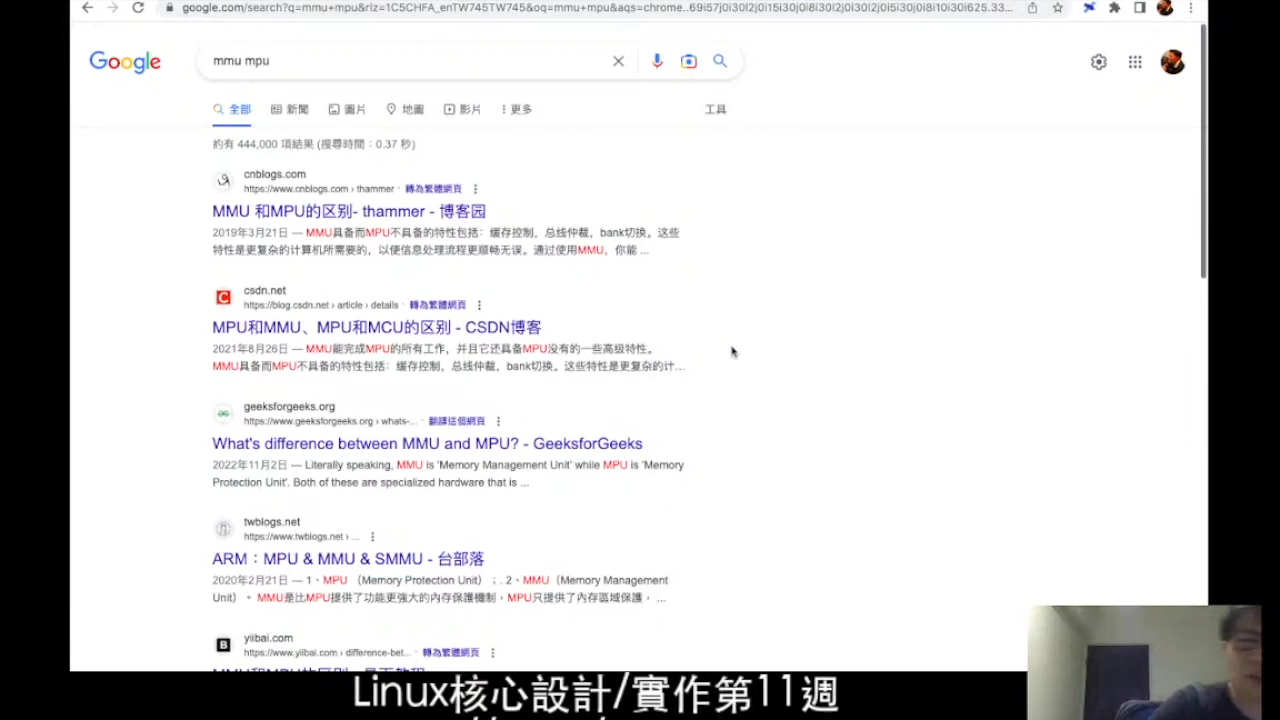 google.com/search?q=mmu+mpu&rlz=1C5CHFA_enTW745TW745&oq=mmu+mpu&aqs=chrome..69i57j0i30l2j0i15i30j0i8i30l2j0i30l2j0i5i30j0i8i10i30i625.33...
Google
mmu mpu
全部 新聞 圖片 地圖 影片 更多 工具
約有 444,000 項結果 (搜尋時間：0.37 秒)
cnblogs.com
https://www.cnblogs.com › thammer · 轉為繁體網頁
MMU 和MPU的区别- thammer - 博客园
2019年3月21日 — MMU具备而MPU不具备的特性包括：缓存控制，总线仲裁，bank切换。这些
特性是更复杂的计算机所需要的，以便信息处理流程更顺畅无误。通过使用MMU，你能 ...
csdn.net
https://blog.csdn.net › article › details · 轉為繁體網頁
MPU和MMU、MPU和MCU的区别 - CSDN博客
2021年8月26日 — MMU能完成MPU的所有工作，并且它还具备MPU没有的一些高级特性。
MMU具备而MPU不具备的特性包括：缓存控制，总线仲裁，bank切换。这些特性是更复杂的计...
geeksforgeeks.org
https://www.geeksforgeeks.org › whats-... · 翻譯這個網頁
What's difference between MMU and MPU? - GeeksforGeeks
2022年11月2日 — Literally speaking, MMU is 'Memory Management Unit' while MPU is 'Memory
Protection Unit'. Both of these are specialized hardware that is ...
twblogs.net
https://www.twblogs.net › ...
ARM：MPU & MMU & SMMU - 台部落
2020年2月21日 — 1、MPU （Memory Protection Unit）；. 2、MMU（Memory Management
Unit）。 MMU是比MPU提供了功能更強大的內存保護機制，MPU只提供了內存區域保護， ...
yiibai.com
https://www.yiibai.com › difference-bet... · 轉為繁體網頁
Linux核心設計/實作第11週